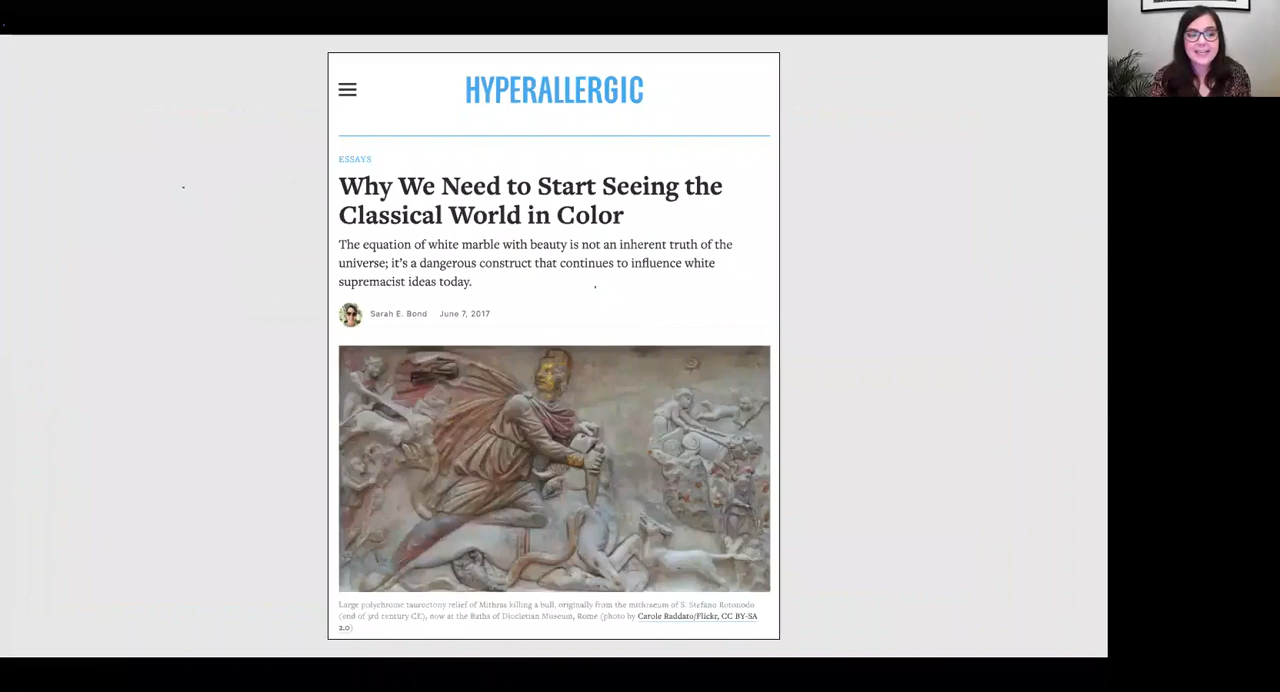 HYPERALLERGIC
ESSAYS
Why We Need to Start Seeing the
Classical World in Color
The equation of white marble with beauty is not an inherent truth of the
universe; it's a dangerous construct that continues to influence white
supremacist ideas today.
Sarah E. Bond June 7, 2017
Large polychrome tauroctony relief of Mithras killing a bull, originally from the mithraeum of S. Stefano Rotondo
(end of 3rd century CE), now at the Baths of Diocletian Museum, Rome (photo by Carole Raddato/Flickr, CC BY-SA
2.0)